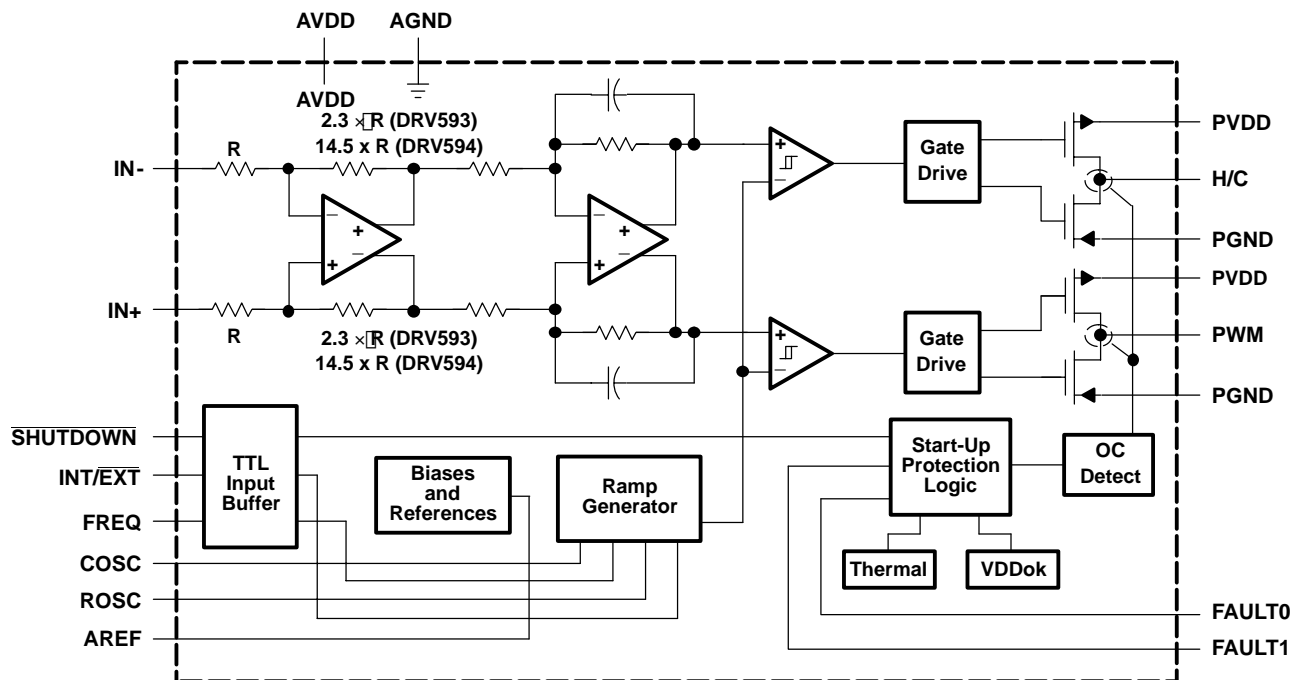 AVDD
AGND
AVDD
2.3 ×▯R (DRV593)
14.5 x R (DRV594)
R
IN-
IN+
R
2.3 ×▯R (DRV593)
14.5 x R (DRV594)
−
+
−
+
−
+
−
+
+
−
+
−
Gate
Drive
Gate
Drive
PVDD
H/C
PGND
PVDD
PWM
PGND
SHUTDOWN
INT/EXT
FREQ
COSC
ROSC
AREF
TTL
Input
Buffer
Biases
and
References
Ramp
Generator
Start-Up
Protection
Logic
OC
Detect
Thermal
VDDok
FAULT0
FAULT1